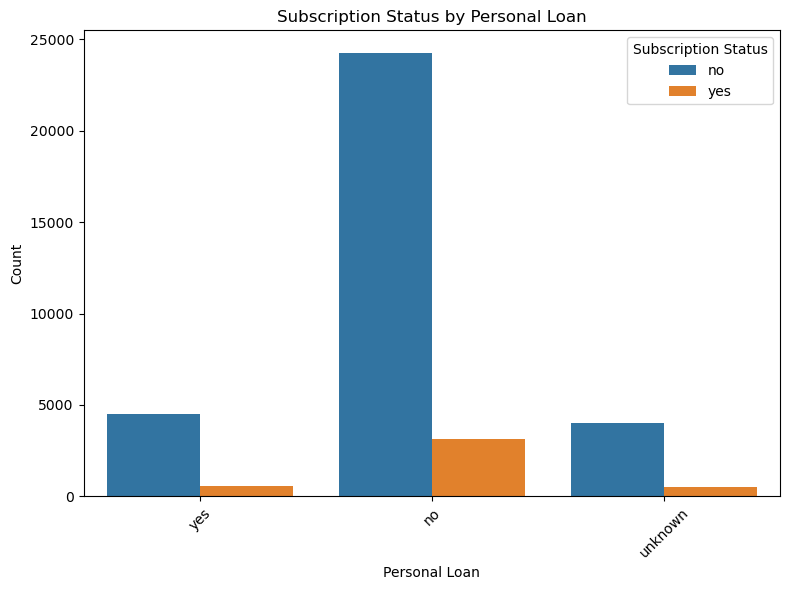 Subscription Status by Personal Loan
Subscription Status
no
yes
Count
25000
20000
15000
10000
5000
0
yes
no
unknown
Personal Loan